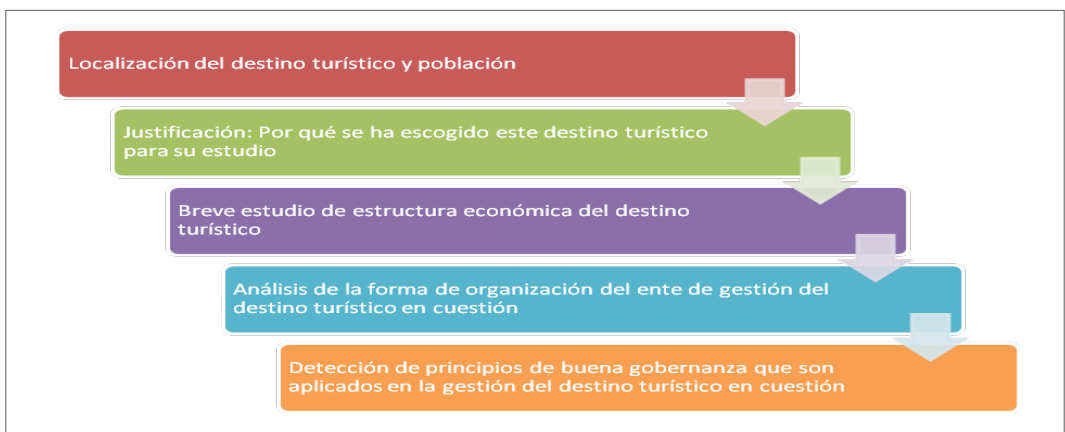 Localización del destino turístico y población
Justificación: Por qué se ha escogido este destino turístico
para su estudio
Breve estudio de estructura económica del destino
turístico
Análisis de la forma de organización del ente de gestión del
destino turístico en cuestión
Detección de principios de buena gobernanza que son
aplicados en la gestión del destino turístico en cuestión